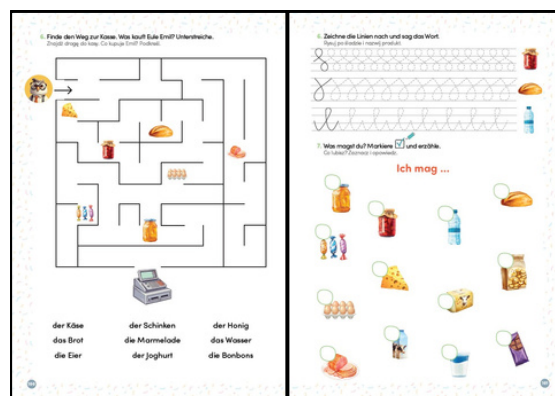 4. Finde den Weg zur Kasse. Was kauft Eule Emil? Unterstreiche.
Znajdź drogę do kasy. Co kupuje Emil? Podkreśl.
der Käse der Schinken der Honig
das Brot die Marmelade das Wasser
die Eier der Joghurt die Bonbons
6. Zeichne die Linien nach und sag das Wort.
Rysuj po śladzie i nazwij produkt.
7. Was magst du? Markiere und erzähle.
Co lubisz? Zaznacz i opowiedz.
Ich mag ...